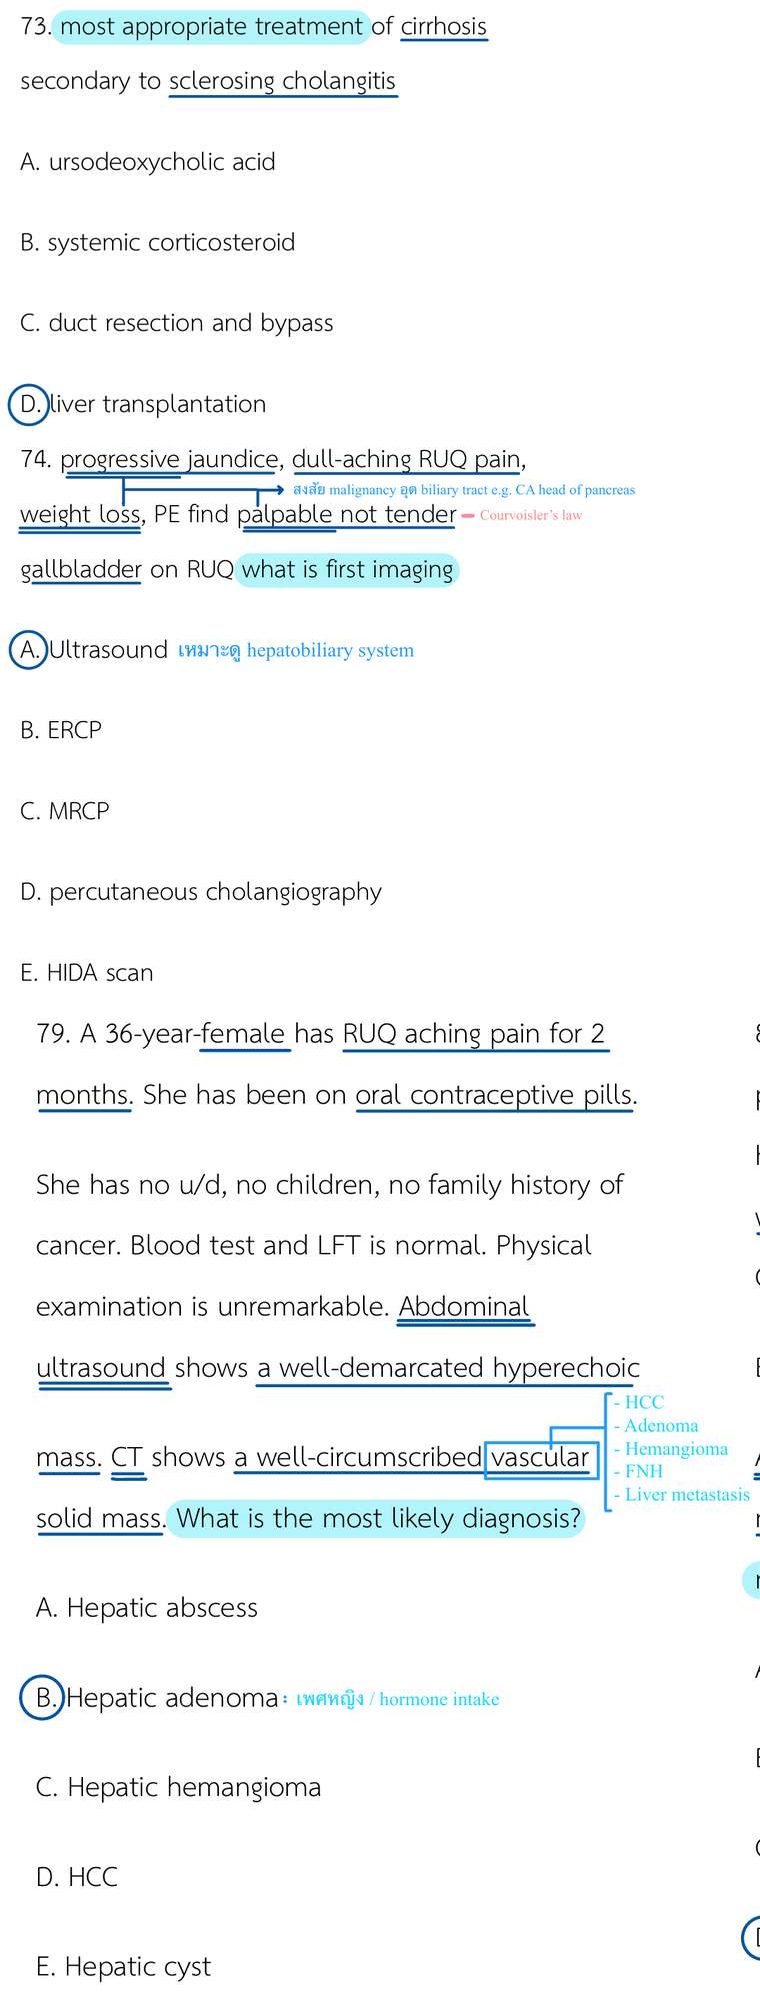 73. most appropriate treatment of cirrhosis
secondary to sclerosing cholangitis
A. ursodeoxycholic acid
B. systemic corticosteroid
C. duct resection and bypass
D. liver transplantation
74. progressive jaundice, dull-aching RUQ pain,
สงสัย malignancy อุด biliary tract e.g. CA head of pancreas
weight loss, PE find palpable not tender
Courvoisler's law
gallbladder on RUQ what is first imaging
A. Ultrasound เหมาะดู hepatobiliary system
B. ERCP
C. MRCP
D. percutaneous cholangiography
E. HIDA scan
79. A 36-year-female has RUQ aching pain for 2
months. She has been on oral contraceptive pills.
She has no u/d, no children, no family history of
cancer. Blood test and LFT is normal. Physical
examination is unremarkable. Abdominal
ultrasound shows a well-demarcated hyperechoic
- HCC
- Adenoma
- Hemangioma
- FNH
- Liver metastasis
mass. CT shows a well-circumscribed vascular
solid mass. What is the most likely diagnosis?
A. Hepatic abscess
B. Hepatic adenoma : เพศหญิง / hormone intake
C. Hepatic hemangioma
D. HCC
E. Hepatic cyst